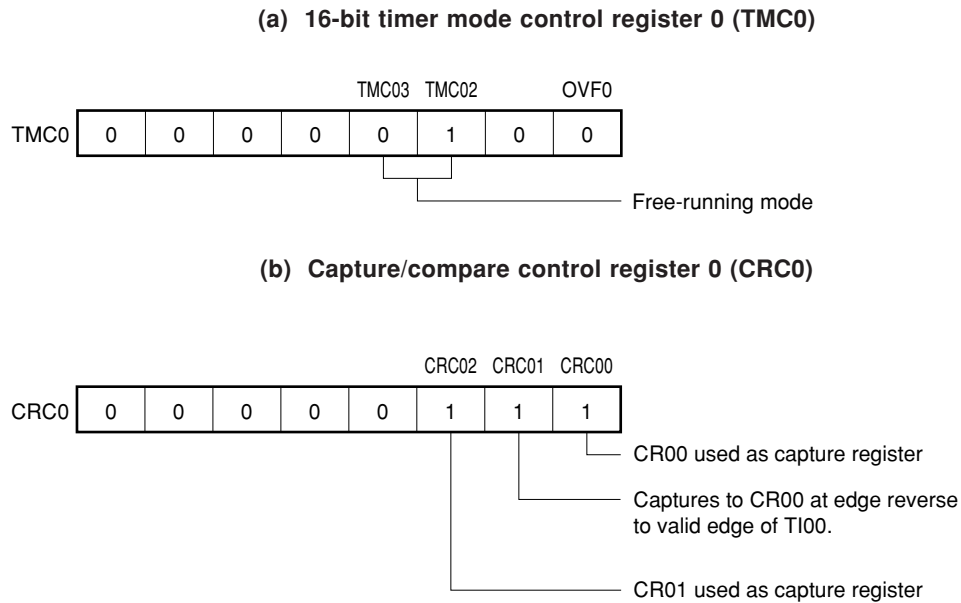 (a) 16-bit timer mode control register 0 (TMC0)
TMC03 TMC02 OVF0
TMC0 0 0 0 0 0 1 0 0
Free-running mode
(b) Capture/compare control register 0 (CRC0)
CRC02 CRC01 CRC00
CRC0 0 0 0 0 0 1 1 1
CR00 used as capture register
Captures to CR00 at edge reverse
to valid edge of TI00.
CR01 used as capture register